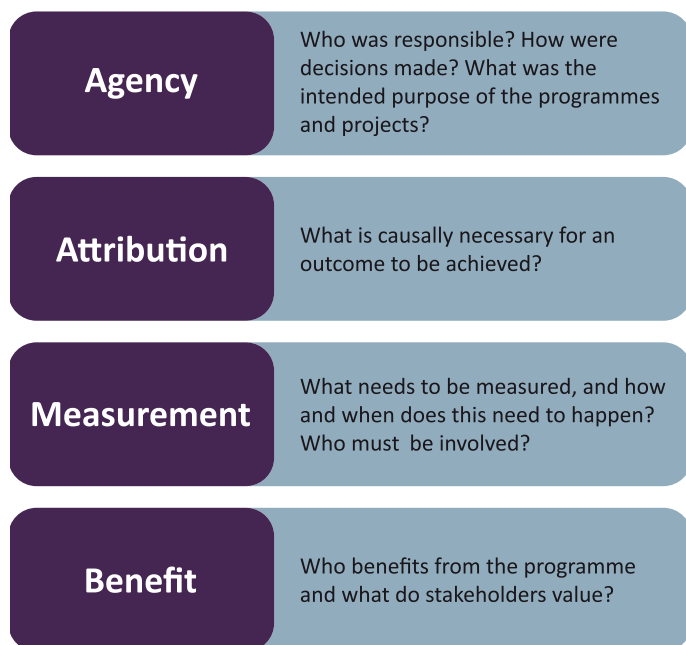 Agency
Who was responsible? How were
decisions made? What was the
intended purpose of the programmes
and projects?
Attribution
What is causally necessary for an
outcome to be achieved?
Measurement
What needs to be measured, and how
and when does this need to happen?
Who must  be involved?
Benefit
Who benefits from the programme
and what do stakeholders value?